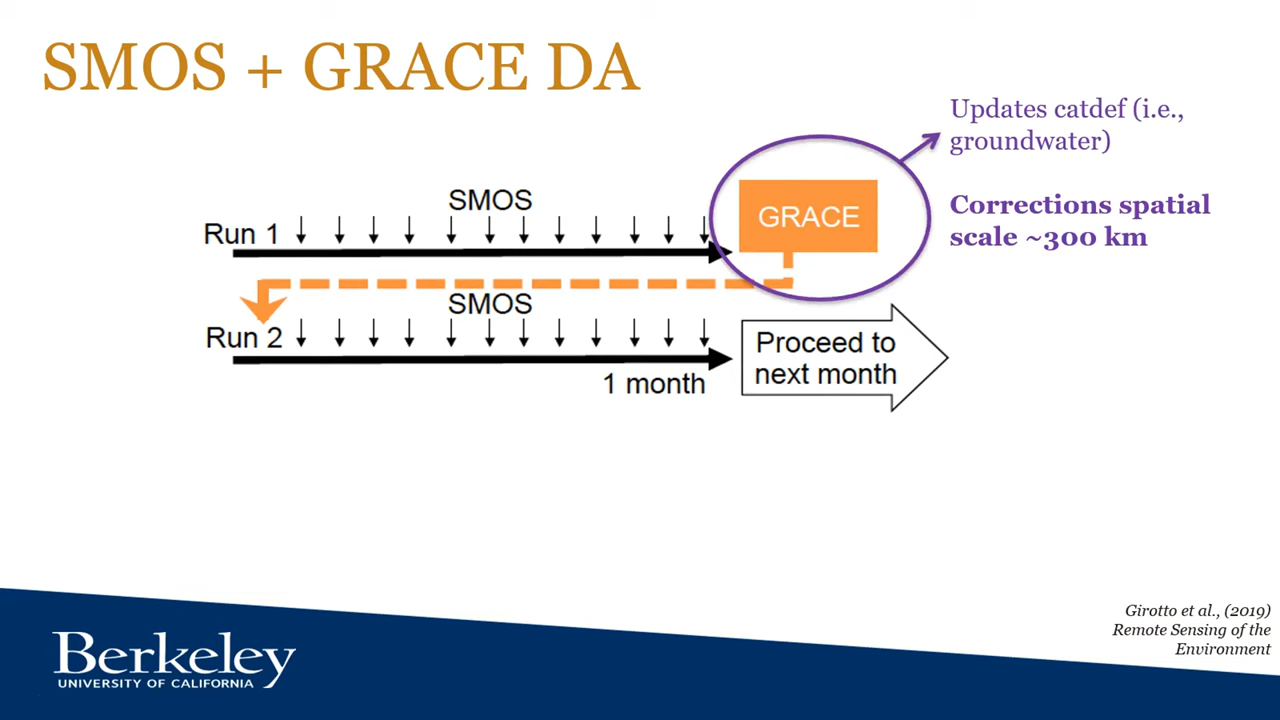 SMOS + GRACE DA
Updates catdef (i.e.,
groundwater)
Corrections spatial
scale ~300 km
SMOS
Run 1
GRACE
SMOS
Run 2
1 month
Proceed to
next month
Girotto et al., (2019)
Remote Sensing of the
Environment
Berkeley
UNIVERSITY OF CALIFORNIA